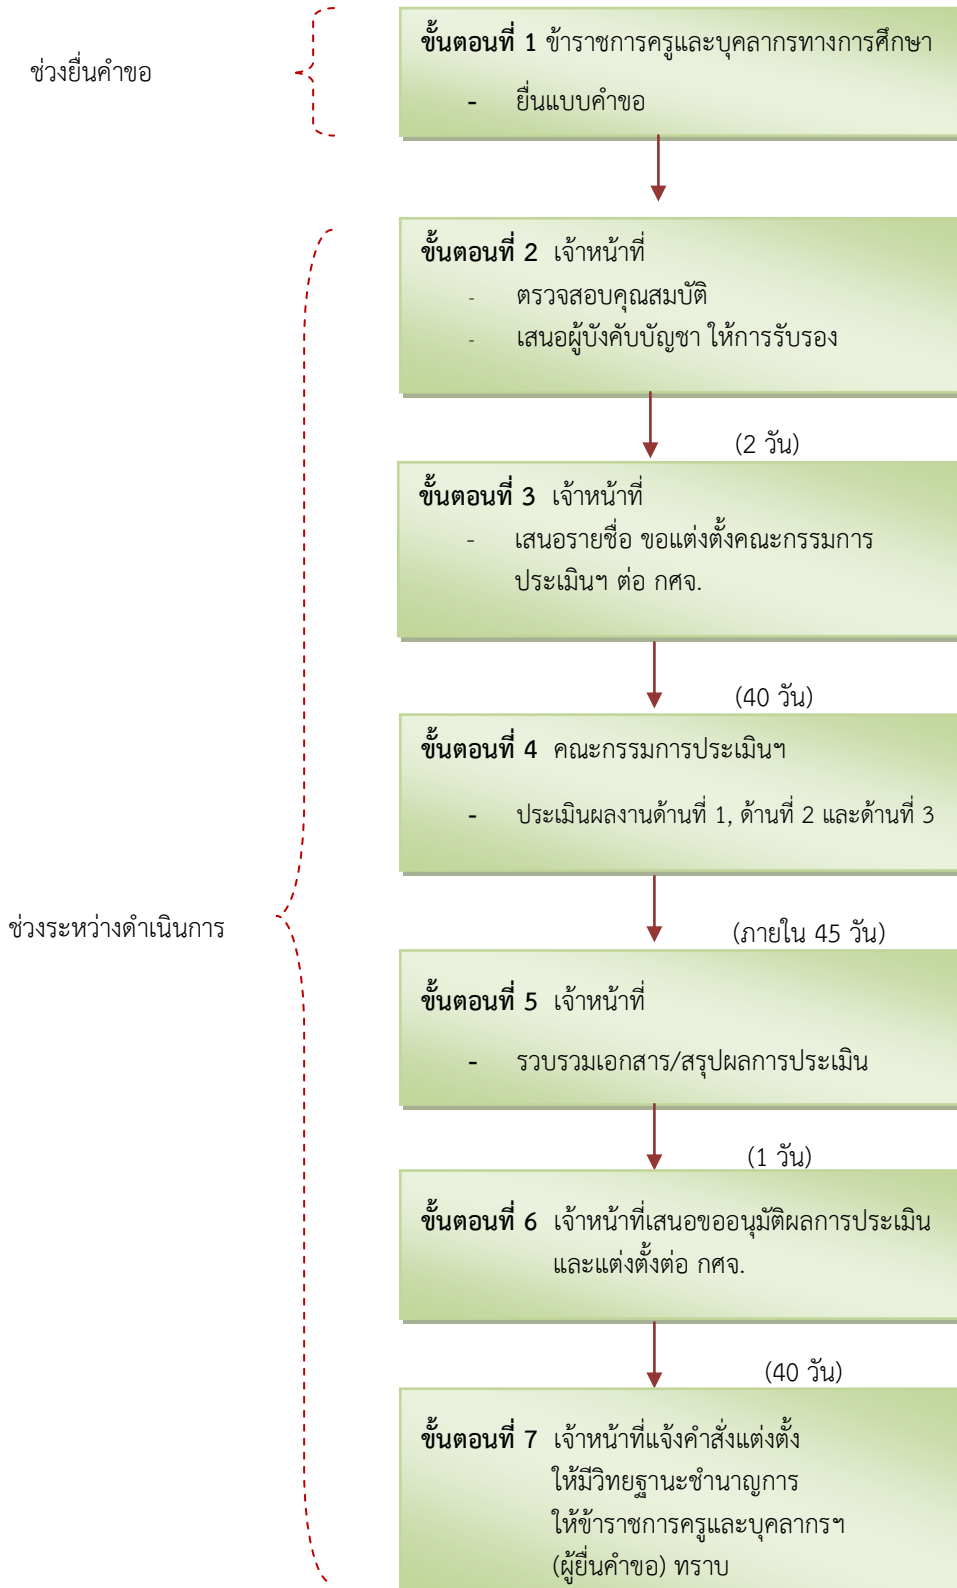 ช่วงยื่นคำขอ
ขั้นตอนที่ 1 ข้าราชการครูและบุคลากรทางการศึกษา
- ยื่นแบบคำขอ
ขั้นตอนที่ 2 เจ้าหน้าที่
- ตรวจสอบคุณสมบัติ
- เสนอผู้บังคับบัญชา ให้การรับรอง
(2 วัน)
ขั้นตอนที่ 3 เจ้าหน้าที่
- เสนอรายชื่อ ขอแต่งตั้งคณะกรรมการ
ประเมินฯ ต่อ กศจ.
(40 วัน)
ขั้นตอนที่ 4 คณะกรรมการประเมินฯ
- ประเมินผลงานด้านที่ 1, ด้านที่ 2 และด้านที่ 3
ช่วงระหว่างดำเนินการ
(ภายใน 45 วัน)
ขั้นตอนที่ 5 เจ้าหน้าที่
- รวบรวมเอกสาร/สรุปผลการประเมิน
(1 วัน)
ขั้นตอนที่ 6 เจ้าหน้าที่เสนอขออนุมัติผลการประเมิน
และแต่งตั้งต่อ กศจ.
(40 วัน)
ขั้นตอนที่ 7 เจ้าหน้าที่แจ้งคำสั่งแต่งตั้ง
ให้มีวิทยฐานะชำนาญการ
ให้ข้าราชการครูและบุคลากรฯ
(ผู้ยื่นคำขอ) ทราบ